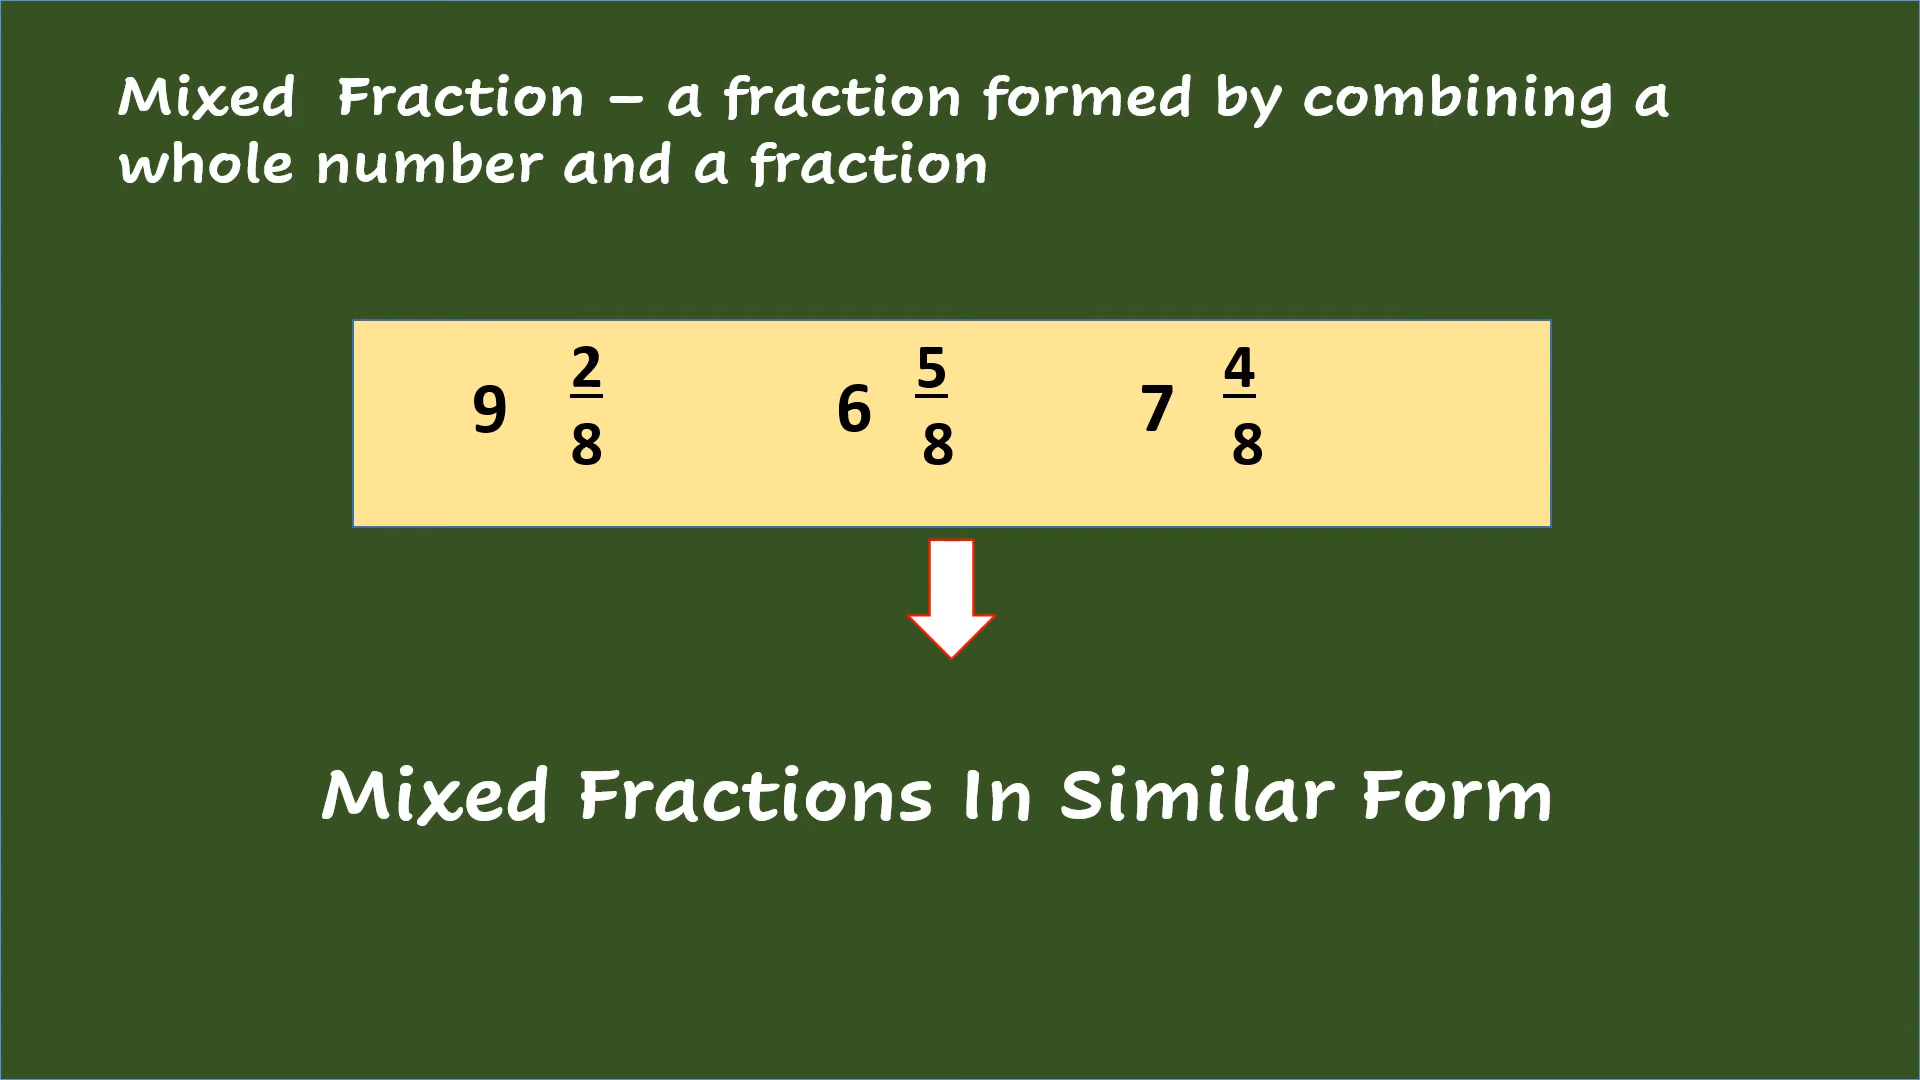 Mixed  Fraction – a fraction formed by combining a
whole number and a fraction
2 5 4
9 6 7
8 8 8
Mixed Fractions In Similar Form